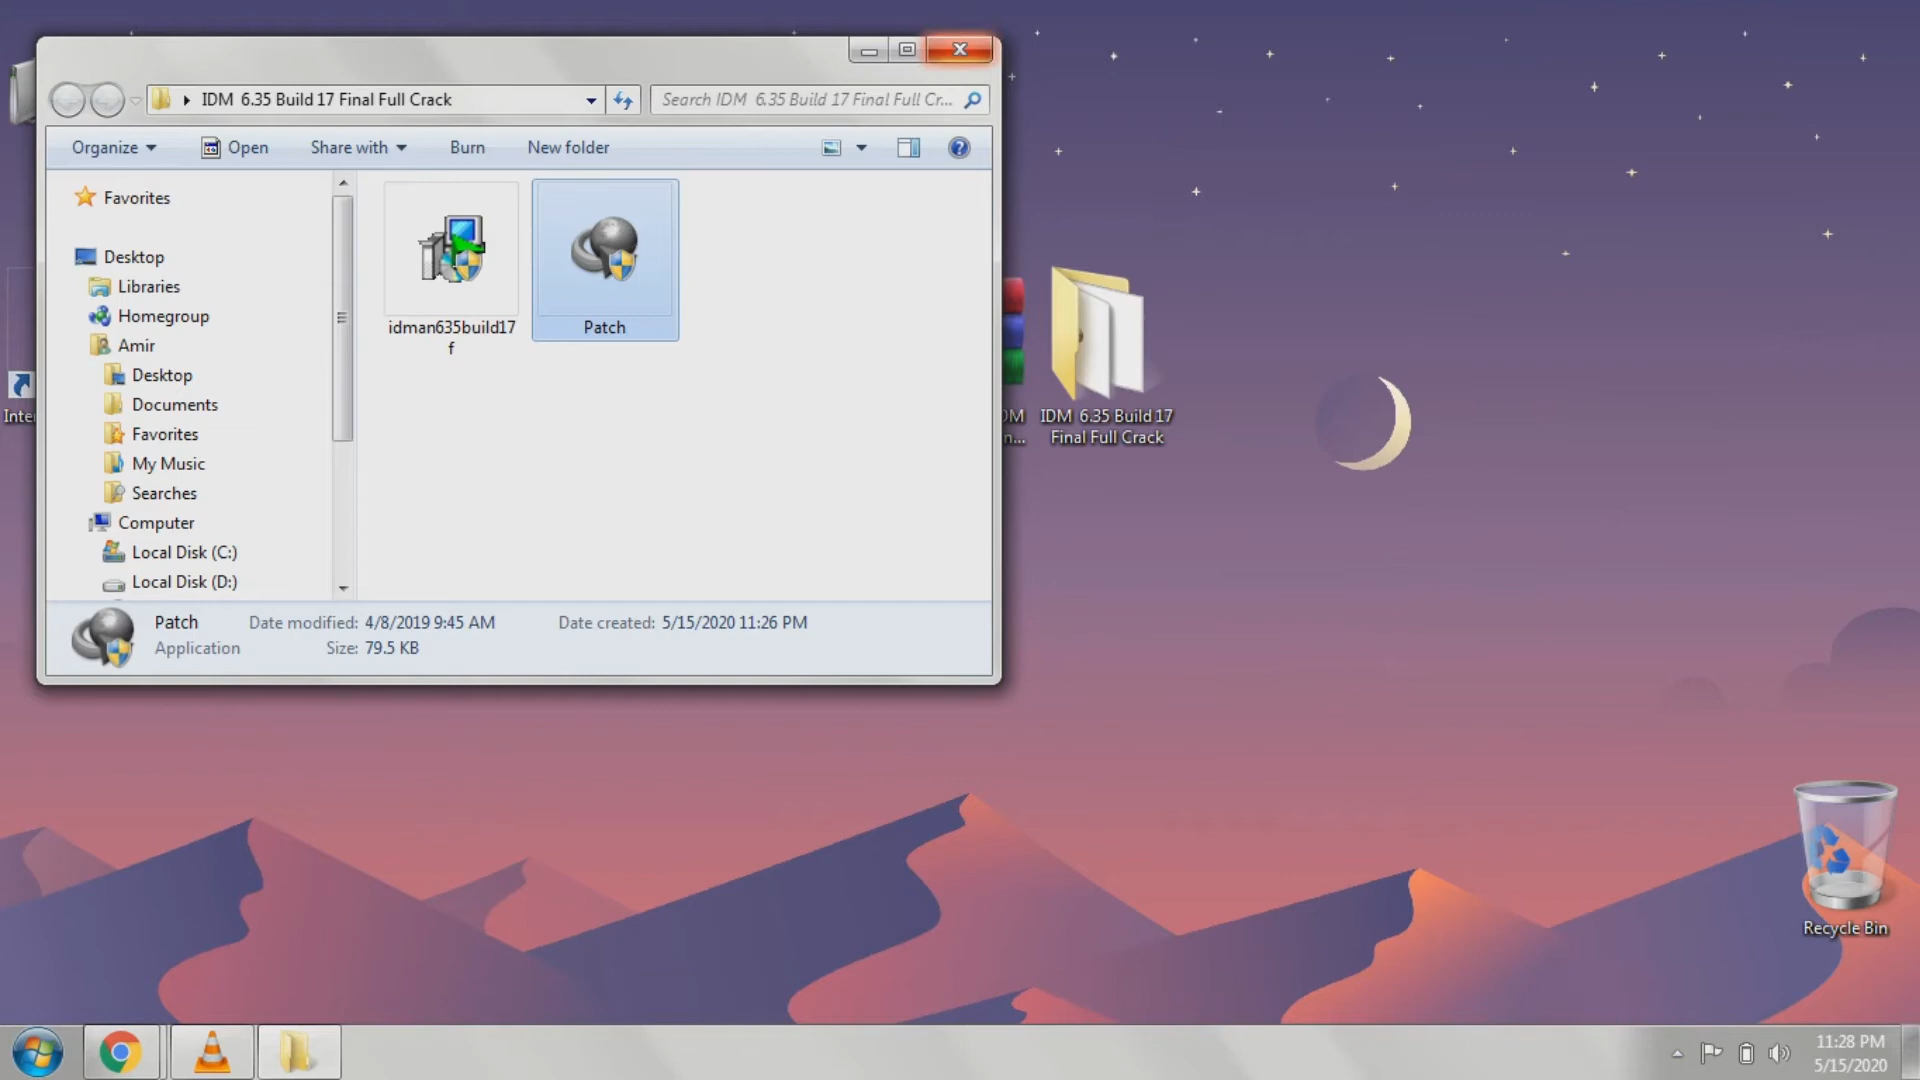 IDM 6.35 Build 17 Final Full Crack
Search IDM 6.35 Build 17 Final Full Cr...
Organize
Open
Share with
Burn
New folder
Favorites
Desktop
Libraries
Homegroup
Amir
Desktop
Documents
Favorites
My Music
Searches
Computer
Local Disk (C:)
Local Disk (D:)
idman635build17
f
Patch
Patch
Date modified: 4/8/2019 9:45 AM
Date created: 5/15/2020 11:26 PM
Application
Size: 79.5 KB
Inte
DM
n...
IDM 6.35 Build 17
Final Full Crack
Recycle Bin
11:28 PM
5/15/2020